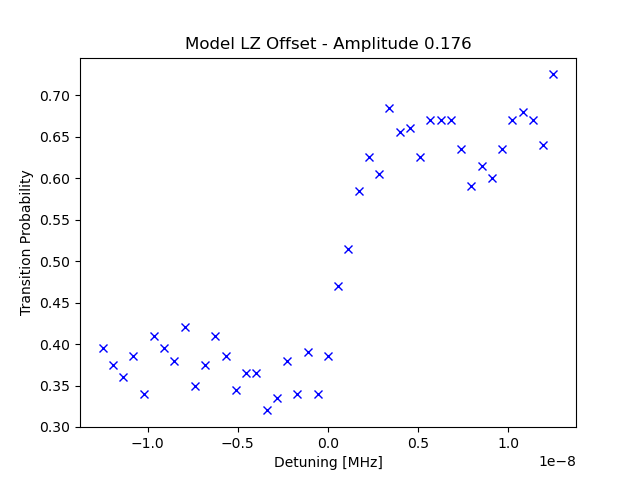 Model LZ Offset - Amplitude 0.176
Transition Probability
0.70
0.65
0.60
0.55
0.50
0.45
0.40
0.35
0.30
−1.0 −0.5 0.0 0.5 1.0
1e−8
Detuning [MHz]